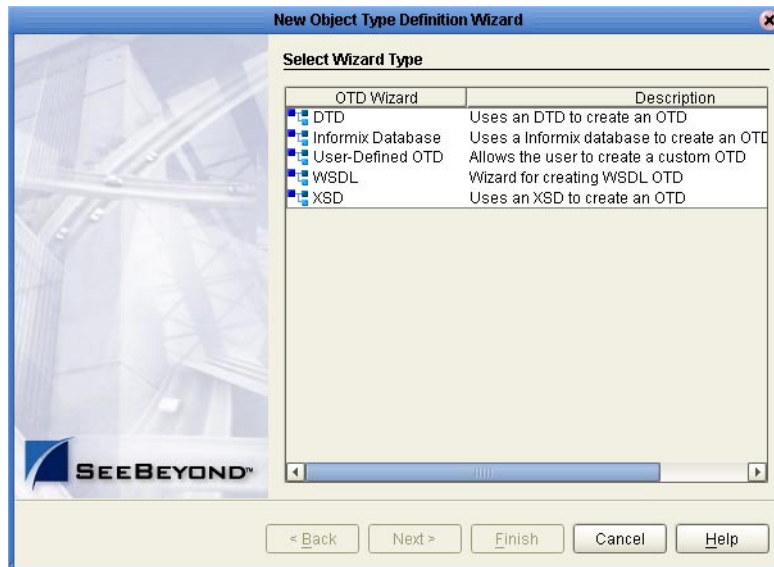 New Object Type Definition Wizard
Select Wizard Type
OTD Wizard Description
DTD Uses an DTD to create an OTD
Informix Database Uses a Informix database to create an OTD
User-Defined OTD Allows the user to create a custom OTD
WSDL Wizard for creating WSDL OTD
XSD Uses an XSD to create an OTD
SEEBEYOND™
< Back Next > Finish Cancel Help